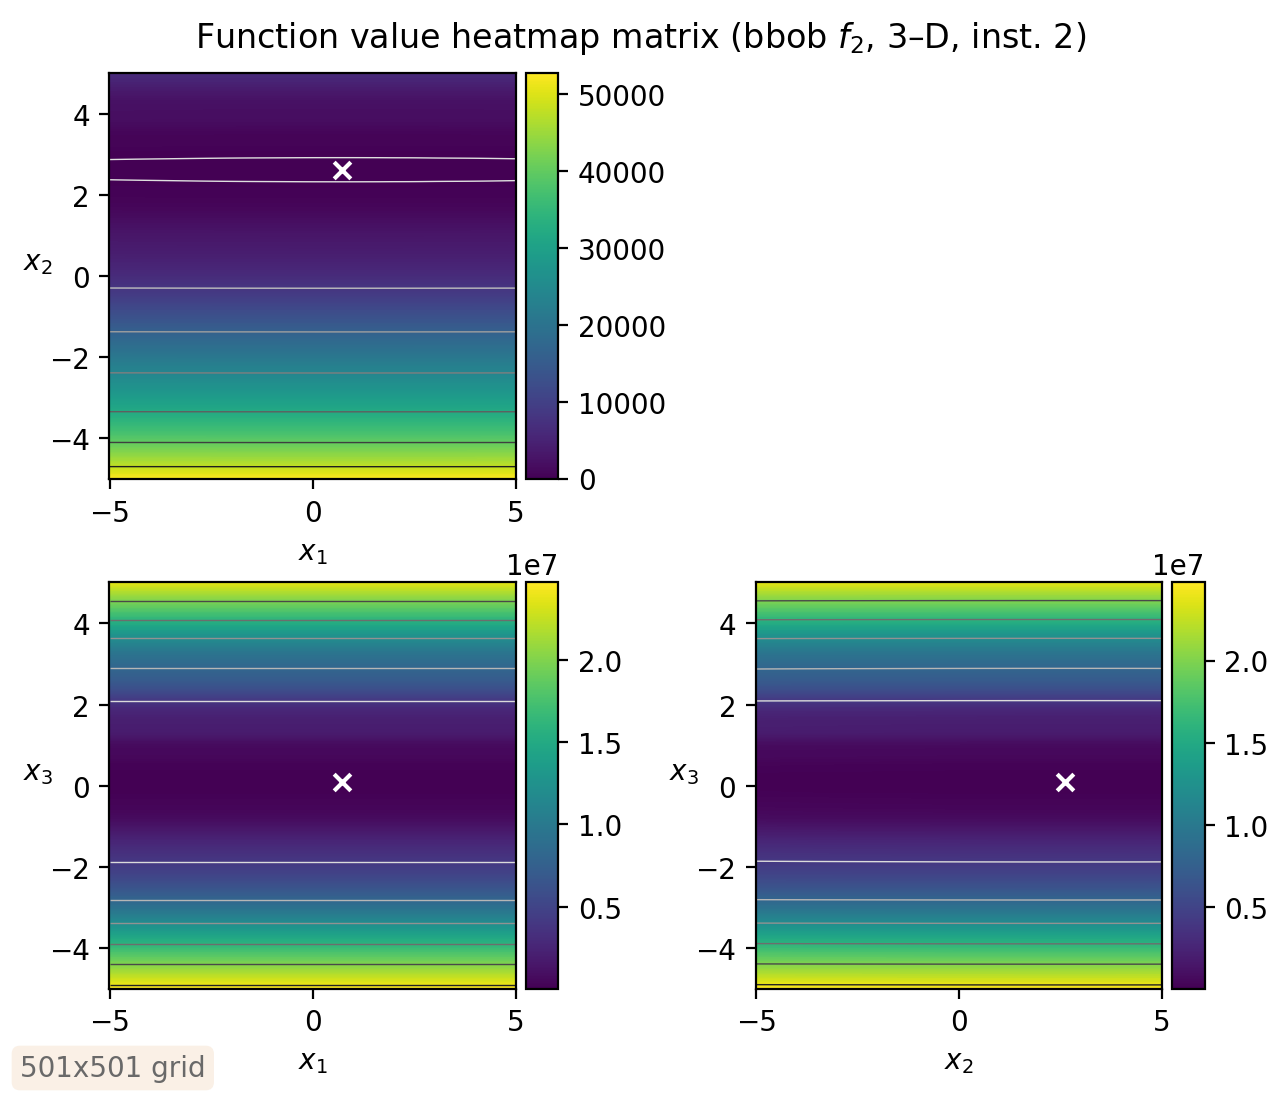 Function value heatmap matrix (bbob f₂, 3–D, inst. 2)
4
2
0
−2
−4
x₂
−5 0 5
x₁
50000
40000
30000
20000
10000
0
1e7
4
2
0
−2
−4
x₃
−5 0 5
x₁
2.0
1.5
1.0
0.5
1e7
4
2
0
−2
−4
x₃
−5 0 5
x₂
2.0
1.5
1.0
0.5
501x501 grid